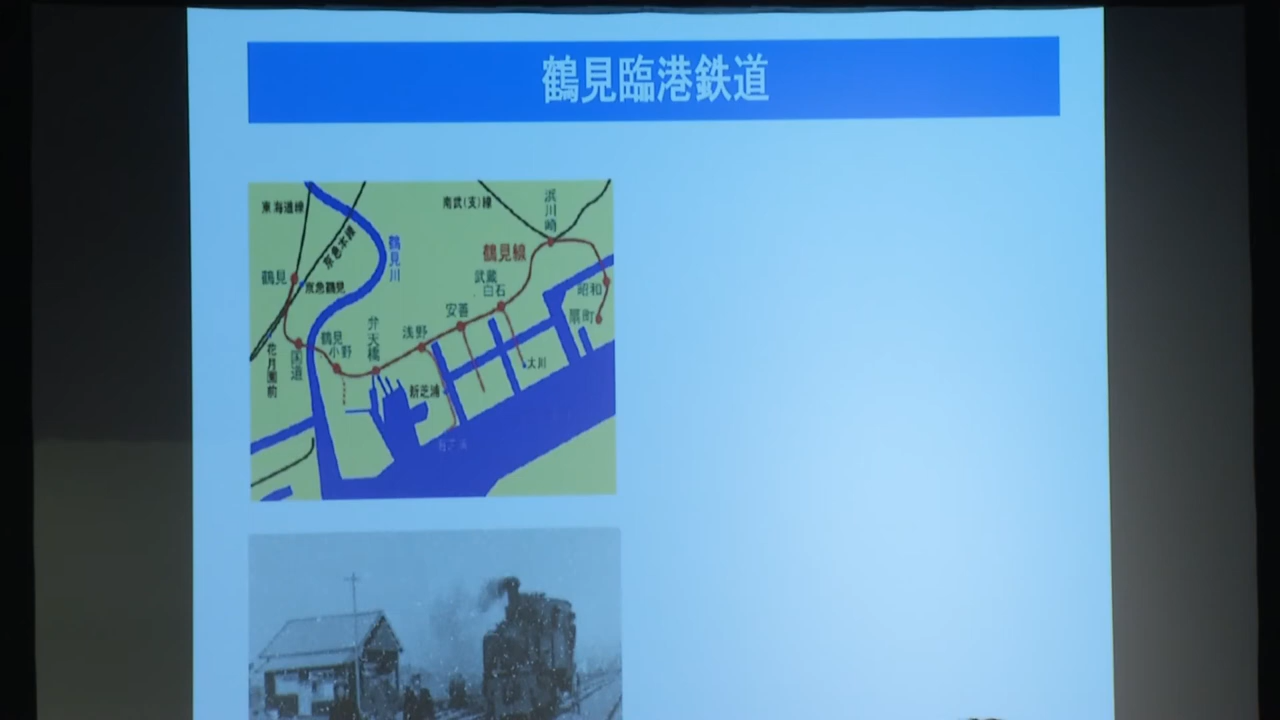 鶴見臨港鉄道
東海道線
京急本線
鶴見川
南武(支)線
浜川崎
鶴見線
鶴見
京急鶴見
武蔵
白石
昭和
扇町
安善
浅野
弁天橋
鶴見
小野
国道
花月園前
新芝浦
大川